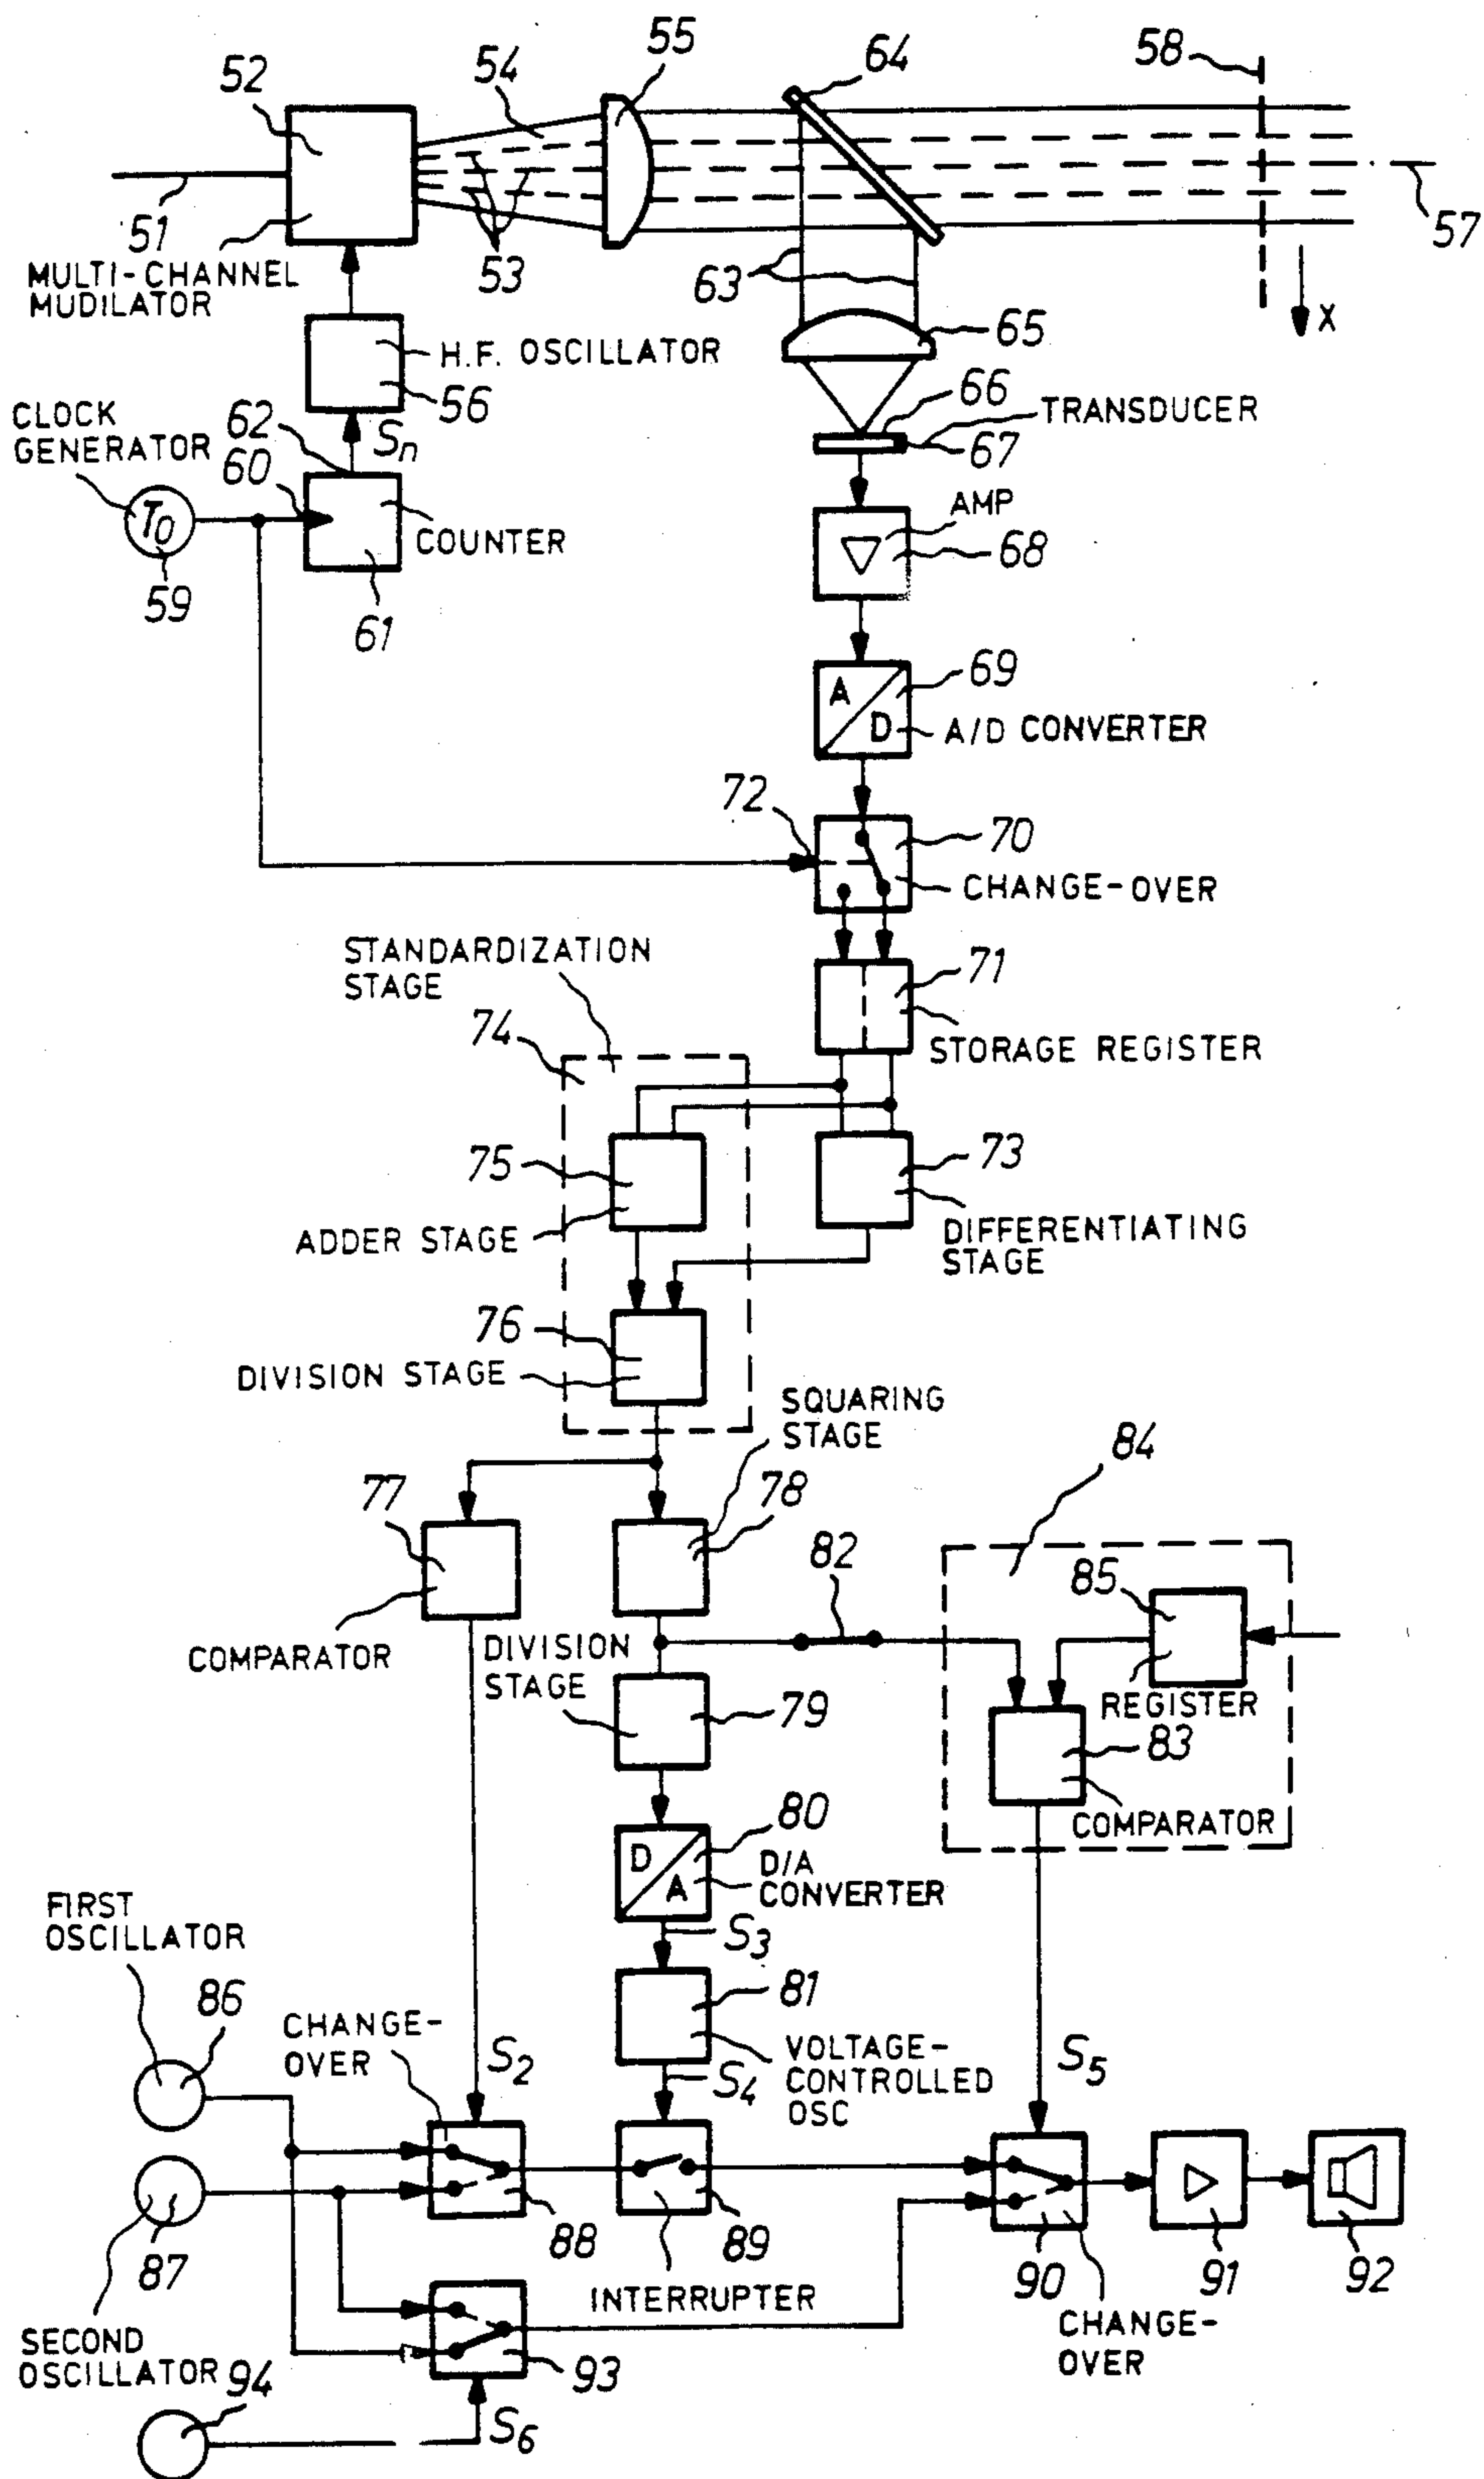 55
64
58
54
52
51
MULTI-CHANNEL
MUDILATOR
53
57
63
X
65
H.F. OSCILLATOR
56
66
TRANSDUCER
67
CLOCK
GENERATOR
62
Sn
60
T0
COUNTER
59
61
AMP
68
A
D
69
A/D CONVERTER
72
70
CHANGE-OVER
STANDARDIZATION
STAGE
71
STORAGE REGISTER
74
75
73
ADDER STAGE
DIFFERENTIATING
STAGE
76
DIVISION STAGE
SQUARING
STAGE
84
77
78
82
85
COMPARATOR
DIVISION
STAGE
79
REGISTER
83
COMPARATOR
D
A
80
D/A
CONVERTER
FIRST
OSCILLATOR
S3
86
81
CHANGE-
OVER
S2
VOLTAGE-
CONTROLLED
OSC
S4
S5
87
88
89
90
91
92
INTERRUPTER
CHANGE-
OVER
SECOND
OSCILLATOR
93
94
S6